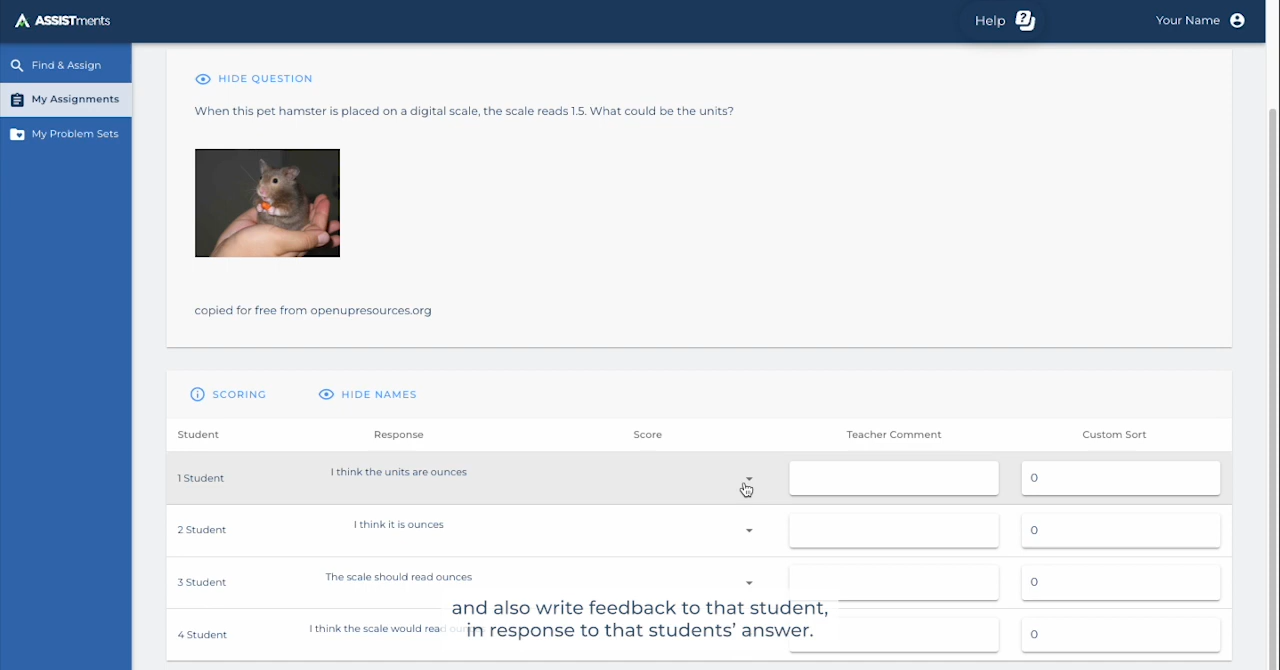 ASSISTments
Help
Your Name
Find & Assign
My Assignments
My Problem Sets
HIDE QUESTION
When this pet hamster is placed on a digital scale, the scale reads 1.5. What could be the units?
copied for free from openupresources.org
SCORING
HIDE NAMES
Student Response Score Teacher Comment Custom Sort
1 Student I think the units are ounces 0
2 Student I think it is ounces 0
3 Student The scale should read ounces 0
and also write feedback to that student,
in response to that students’ answer.
4 Student I think the scale would read 0